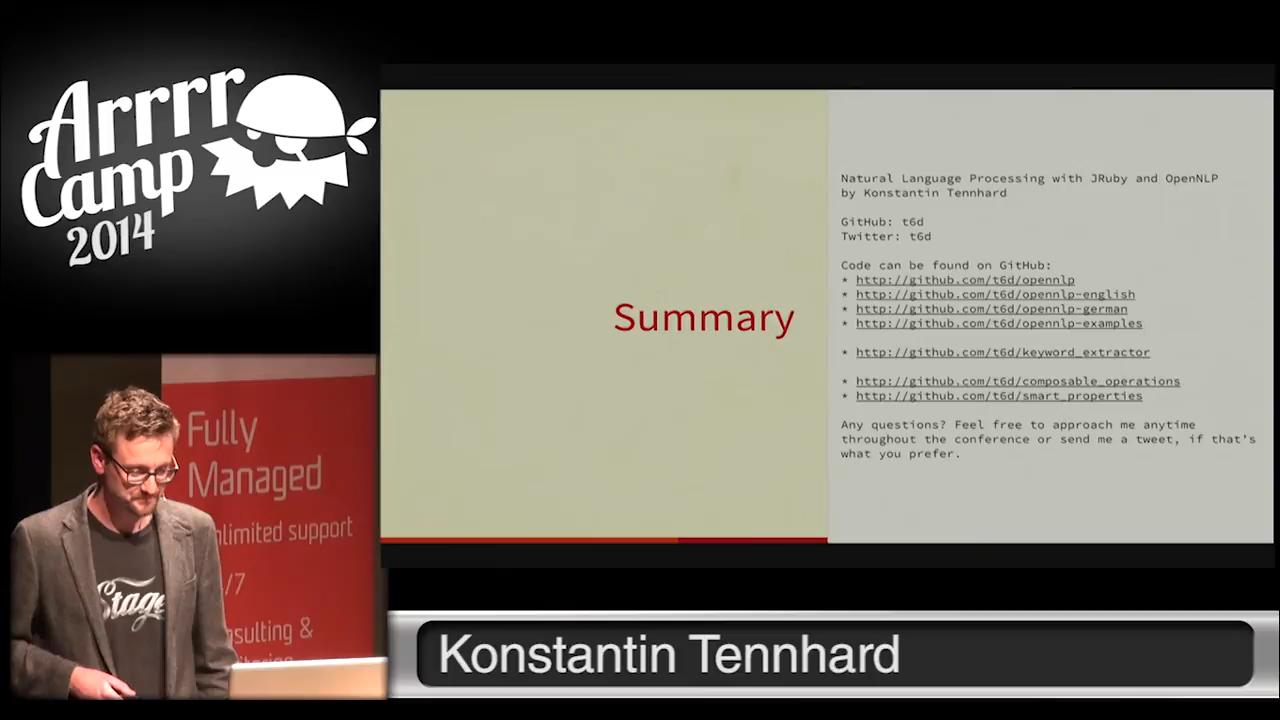 Arrrr
Camp
2014
Summary
Natural Language Processing with JRuby and OpenNLP
by Konstantin Tennhard
GitHub: t6d
Twitter: t6d
Code can be found on GitHub:
* http://github.com/t6d/opennlp
* http://github.com/t6d/opennlp-english
* http://github.com/t6d/opennlp-german
* http://github.com/t6d/opennlp-examples
* http://github.com/t6d/keyword_extractor
* http://github.com/t6d/composable_operations
* http://github.com/t6d/smart_properties
Any questions? Feel free to approach me anytime
throughout the conference or send me a tweet, if that's
what you prefer.
Fully
Managed
support
/7
&
Konstantin Tennhard